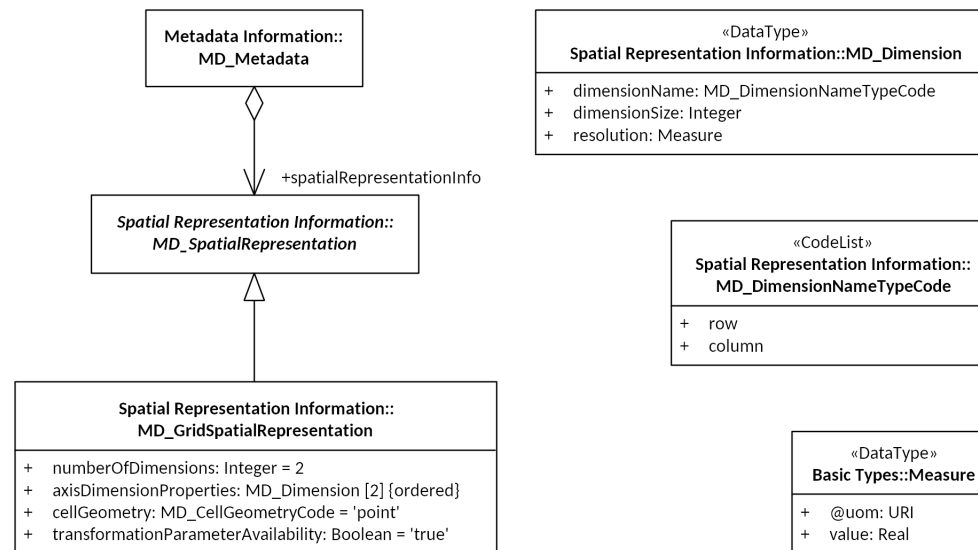 Metadata Information::
MD_Metadata
+spatialRepresentationInfo
Spatial Representation Information::
MD_SpatialRepresentation
Spatial Representation Information::
MD_GridSpatialRepresentation
+ numberOfDimensions: Integer = 2
+ axisDimensionProperties: MD_Dimension [2] {ordered}
+ cellGeometry: MD_CellGeometryCode = 'point'
+ transformationParameterAvailability: Boolean = 'true'
«DataType»
Spatial Representation Information::MD_Dimension
+ dimensionName: MD_DimensionNameTypeCode
+ dimensionSize: Integer
+ resolution: Measure
«CodeList»
Spatial Representation Information::
MD_DimensionNameTypeCode
+ row
+ column
«DataType»
Basic Types::Measure
+ @uom: URI
+ value: Real